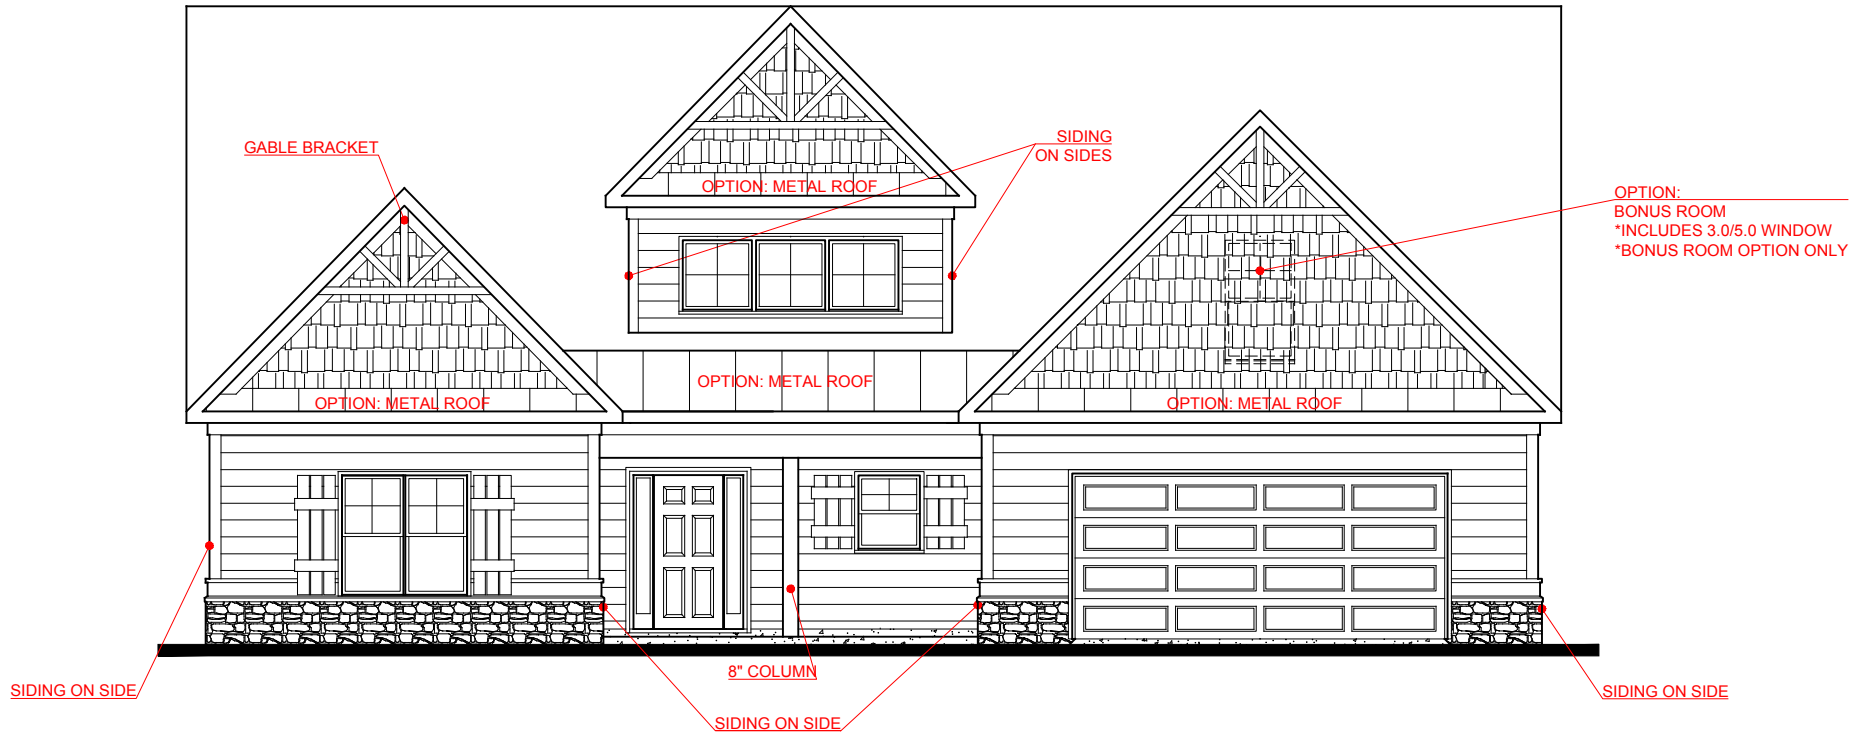 GABLE BRACKET
SIDING
ON SIDES
OPTION: METAL ROOF
OPTION:
BONUS ROOM
*INCLUDES 3.0/5.0 WINDOW
*BONUS ROOM OPTION ONLY
OPTION: METAL ROOF
OPTION: METAL ROOF
OPTION: METAL ROOF
8" COLUMN
SIDING ON SIDE
SIDING ON SIDE
SIDING ON SIDE